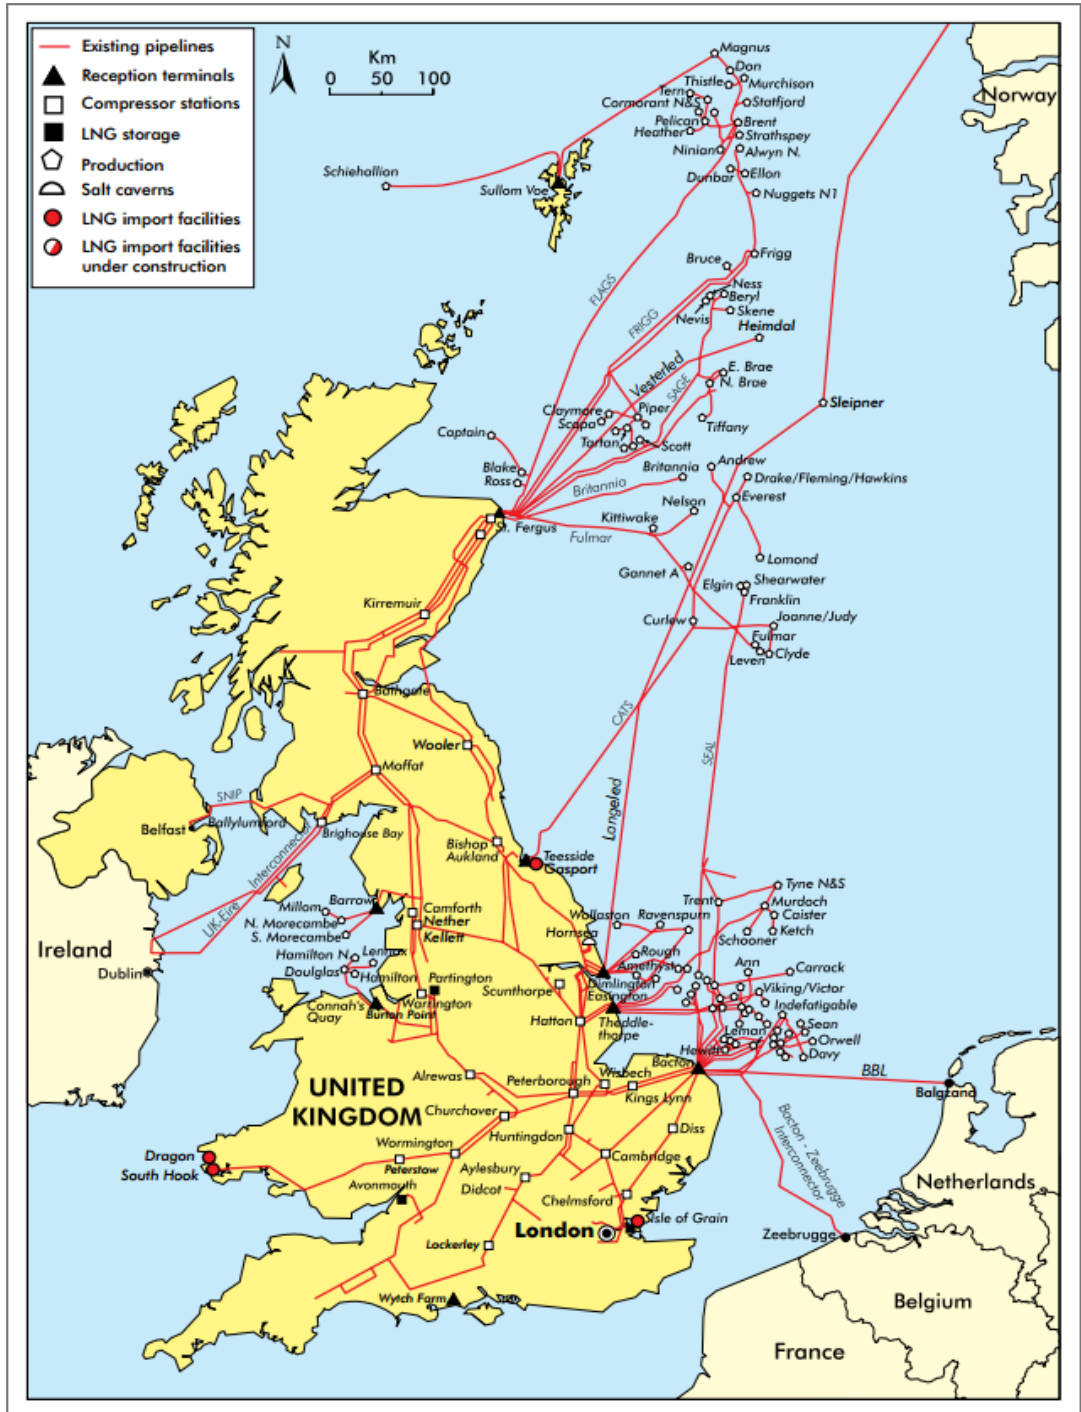 Existing pipelines
Reception terminals
Compressor stations
LNG storage
Production
Salt caverns
LNG import facilities
LNG import facilities
under construction
N
Km
0 50 100
Magnus
Don
Thistle
Murchison
Tern
Statfjord
Cormorant N&S
Pelican
Brent
Heather
Strathspey
Ninian
Alwyn N.
Dunbar
Ellon
Nuggets N1
Norway
Schiehallion
Sullom Voe
Bruce
Frigg
FLAGS
FRIGG
Ness
Beryl
Nevis
Skene
Heimdal
Vesterled
SAGE
E. Brae
N. Brae
Sleipner
Claymore
Piper
Scapa
Tiffany
Captain
Tartan
Scott
Blake
Ross
Britannia
Andrew
Drake/Fleming/Hawkins
Britannia
Nelson
Everest
St. Fergus
Kittiwake
Fulmar
Lomond
Gannet A
Elgin
Shearwater
Franklin
Kirremuir
Curlew
Joanne/Judy
Fulmar
Leven
Clyde
Bathgate
CATS
Wooler
SEAL
Moffat
Langeled
SNIP
Belfast
Ballylumford
Brighouse Bay
Interconnector
UK-Eire
Bishop
Aukland
Teesside
Gasport
Tyne N&S
Trent
Murdoch
Caister
Ketch
Schooner
Barrow
Millom
N. Morecambe
S. Morecambe
Camforth
Nether
Kellett
Wollaston
Ravenspurn
Hornsea
Rough
Amethyst
Ann
Carrack
Ireland
Dublin
Hamilton N.
Lennox
Doulglas
Hamilton
Partington
Warrington
Connah's
Quay
Burton Point
Scunthorpe
Dimlington
Easington
Viking/Victor
Indefatigable
Hatton
Theddle-
thorpe
Leman
Sean
Orwell
Hewitt
Davy
Bacton
BBL
Balgzand
UNITED
KINGDOM
Alrewas
Peterborough
Wisbech
Kings Lynn
Churchover
Huntingdon
Diss
Bacton - Zeebrugge
Interconnector
Dragon
South Hook
Wormington
Peterstow
Cambridge
Avonmouth
Aylesbury
Didcot
Chelmsford
Netherlands
London
Isle of Grain
Zeebrugge
Lockerley
Wytch Farm
Belgium
France